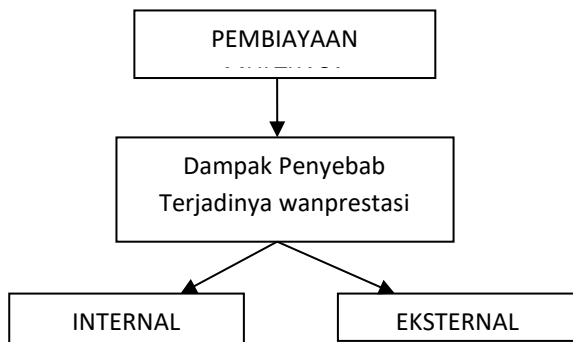 PEMBIAYAAN
Dampak Penyebab
Terjadinya wanprestasi
INTERNAL
EKSTERNAL